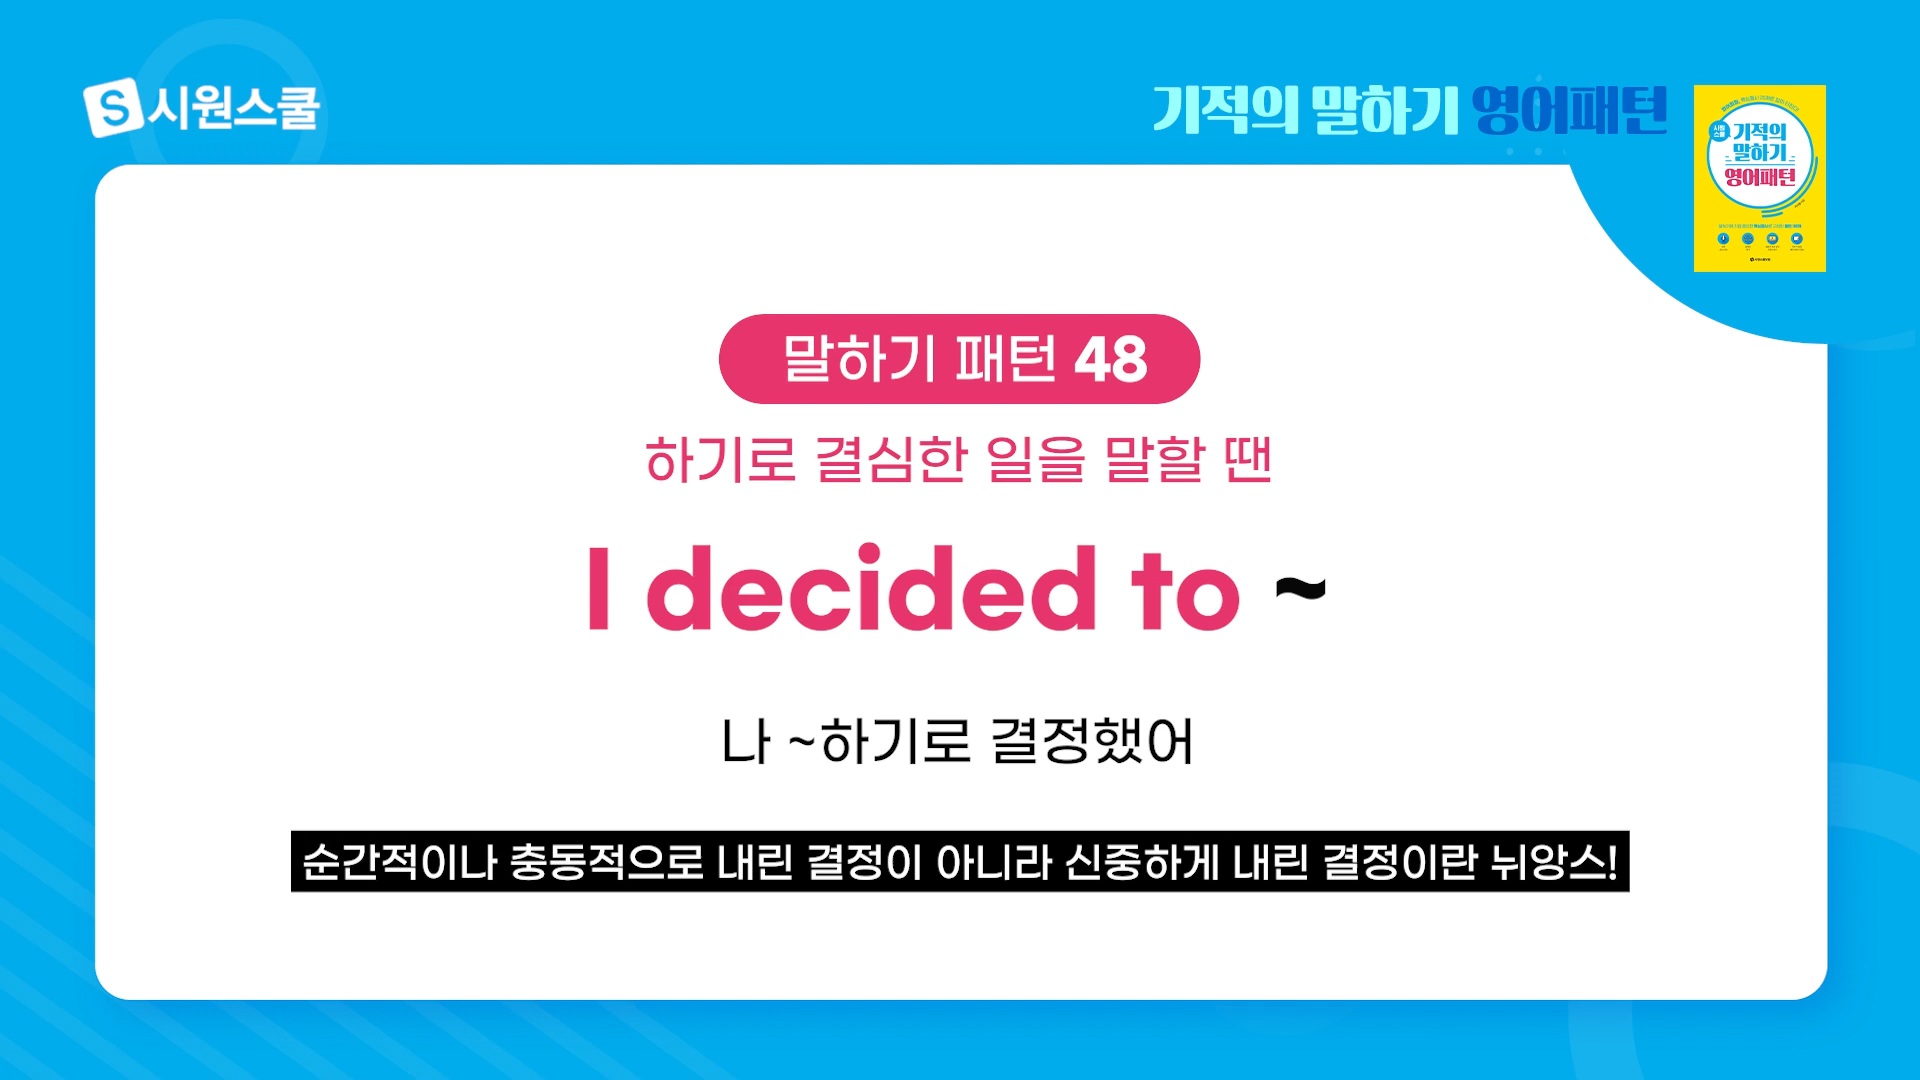 S 시원스쿨
기적의 말하기 영어패턴
시원
스쿨
기적의
말하기
영어패턴
말하기 패턴 48
하기로 결심한 일을 말할 땐
I decided to ~
나 ~하기로 결정했어
순간적이나 충동적으로 내린 결정이 아니라 신중하게 내린 결정이란 뉘앙스!